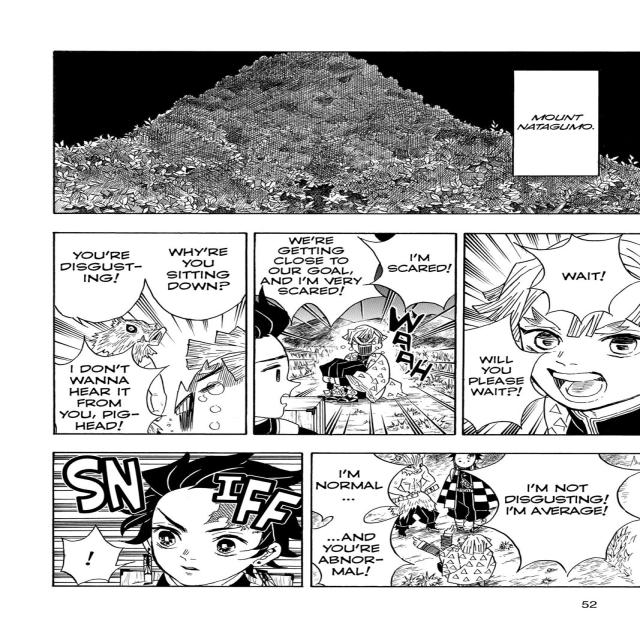 MOUNT
NATAGUMO.
WAIT!
WILL
YOU
PLEASE
WAIT?!
I'M
SCARED!
WE'RE
GETTING
CLOSE TO
OUR GOAL,
AND I'M VERY
SCARED!
WAAH
WHY'RE
YOU
SITTING
DOWN?
YOU'RE
DISGUST-
ING!
I DON'T
WANNA
HEAR IT
FROM
YOU, PIG-
HEAD!
I'M NOT
DISGUSTING!
I'M AVERAGE!
I'M
NORMAL
...
...AND
YOU'RE
ABNOR-
MAL!
SNIFF
!
52